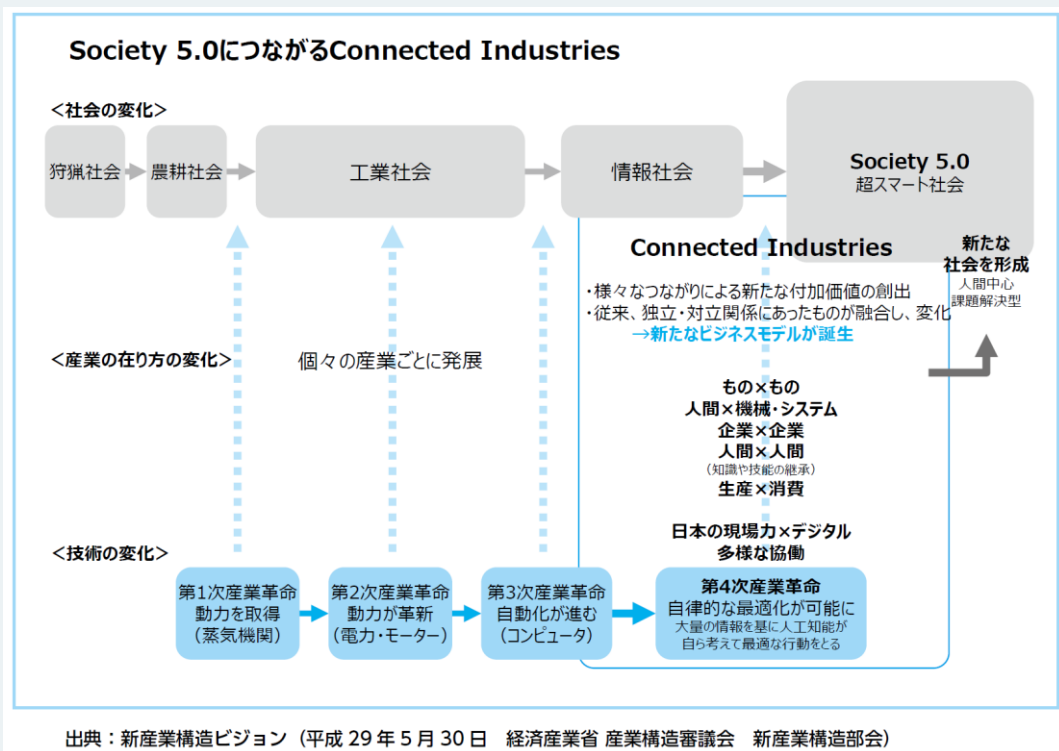 Society 5.0につながるConnected Industries
＜社会の変化＞
狩猟社会
農耕社会
工業社会
情報社会
Society 5.0
超スマート社会
Connected Industries
・様々なつながりによる新たな付加価値の創出
・従来、独立・対立関係にあったものが融合し、変化
→新たなビジネスモデルが誕生
新たな
社会を形成
人間中心
課題解決型
＜産業の在り方の変化＞
個々の産業ごとに発展
もの×もの
人間×機械・システム
企業×企業
人間×人間
（知識や技能の継承）
生産×消費
日本の現場力×デジタル
多様な協働
＜技術の変化＞
第1次産業革命
動力を取得
（蒸気機関）
第2次産業革命
動力が革新
（電力・モーター）
第3次産業革命
自動化が進む
（コンピュータ）
第4次産業革命
自律的な最適化が可能に
大量の情報を基に人工知能が
自ら考えて最適な行動をとる
出典：新産業構造ビジョン（平成 29 年 5 月 30 日　経済産業省 産業構造審議会　新産業構造部会）